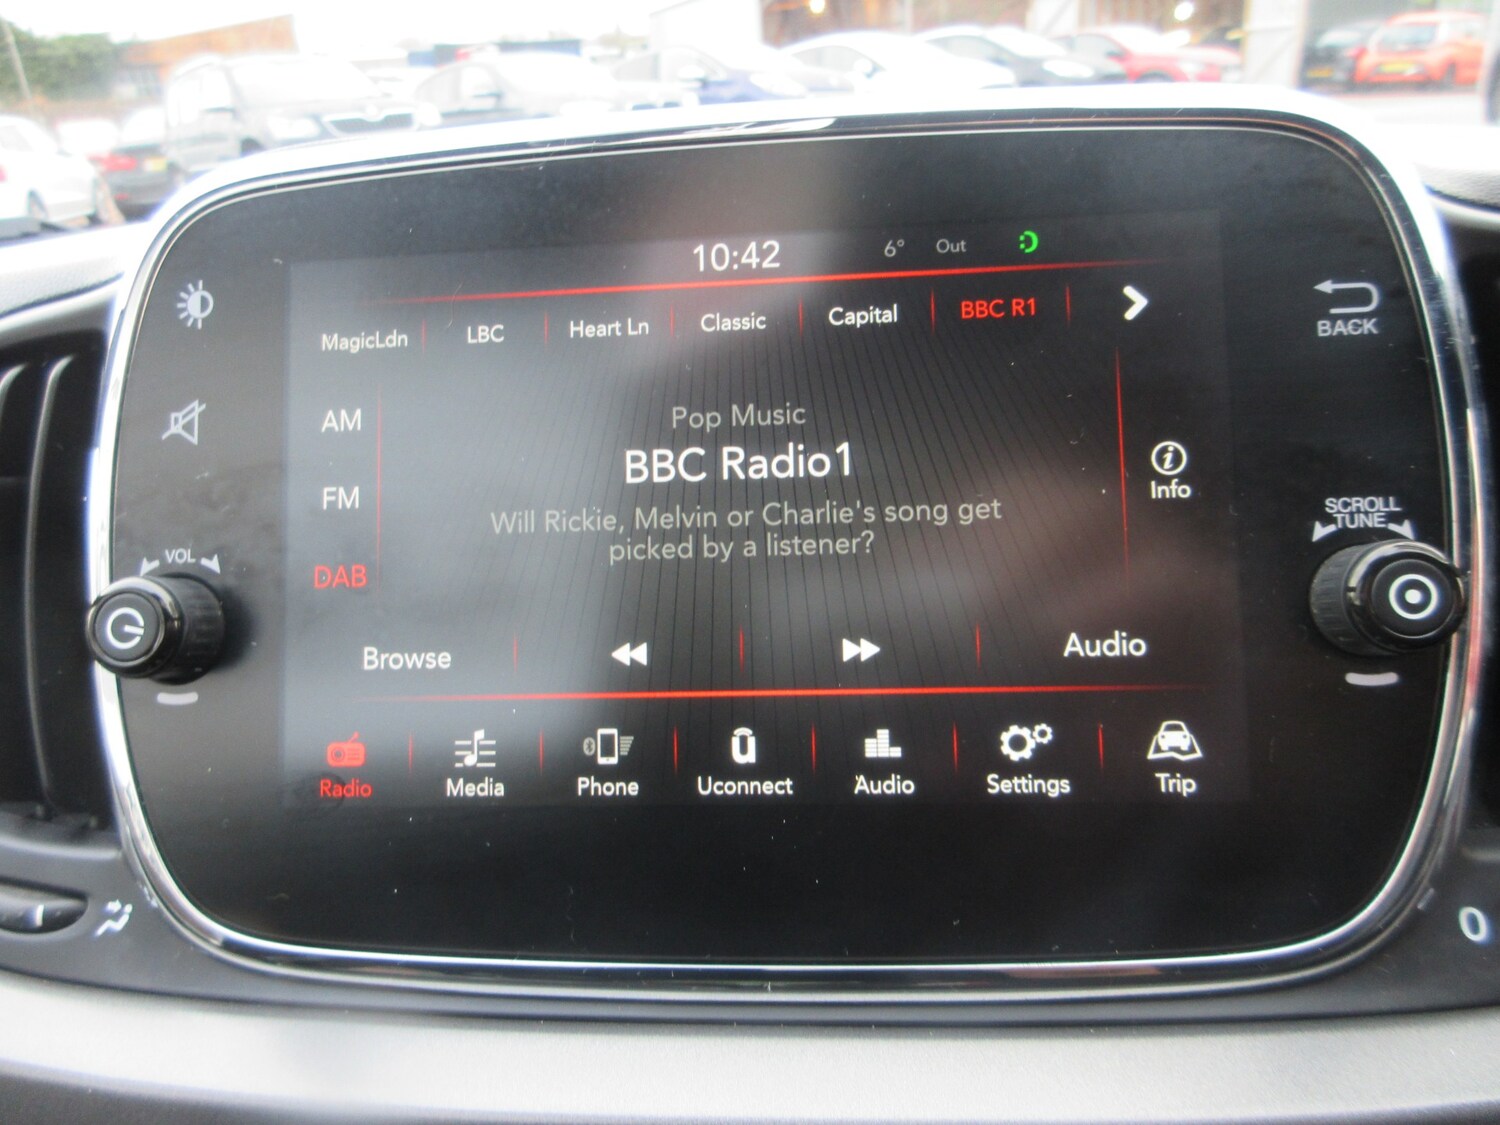 10:42
6° Out
MagicLdn LBC Heart Ln Classic Capital BBC R1
BACK
AM
Pop Music
BBC Radio1
Info
FM
Will Rickie, Melvin or Charlie's song get
picked by a listener?
SCROLL
TUNE
VOL
DAB
Browse Audio
Radio Media Phone Uconnect Audio Settings Trip
0